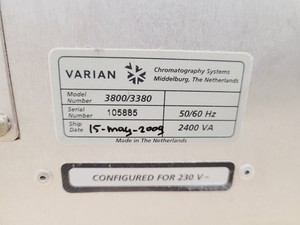 VARIAN Chromatography Systems
Middelburg, The Netherlands
Model Number 3800/3380
Serial Number 105885 50/60 Hz
Ship Date 15-may-2009 2400 VA
Made in The Netherlands
CONFIGURED FOR 230 V~